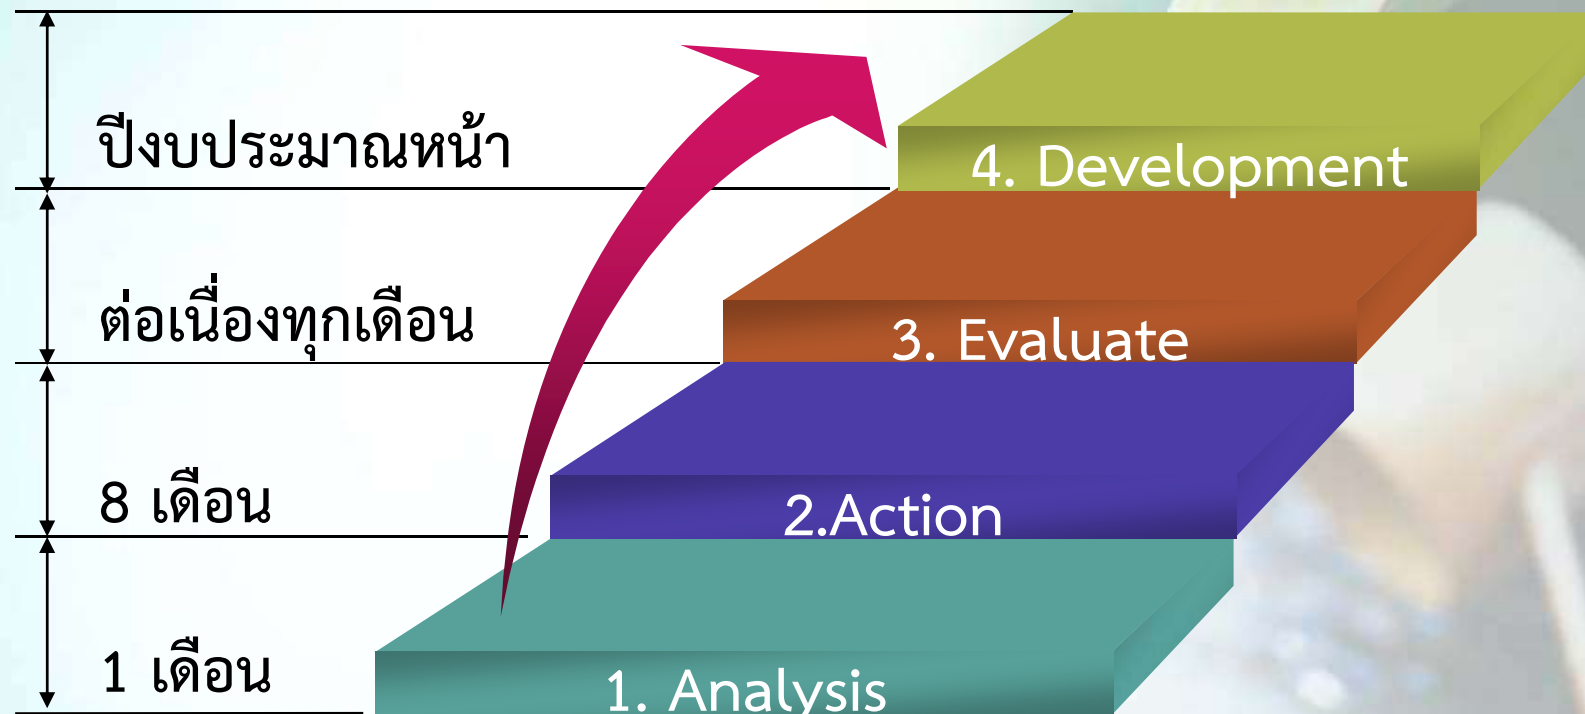 ปีงบประมาณหน้า
4. Development
ต่อเนื่องทุกเดือน
3. Evaluate
8 เดือน
2.Action
1 เดือน
1. Analysis